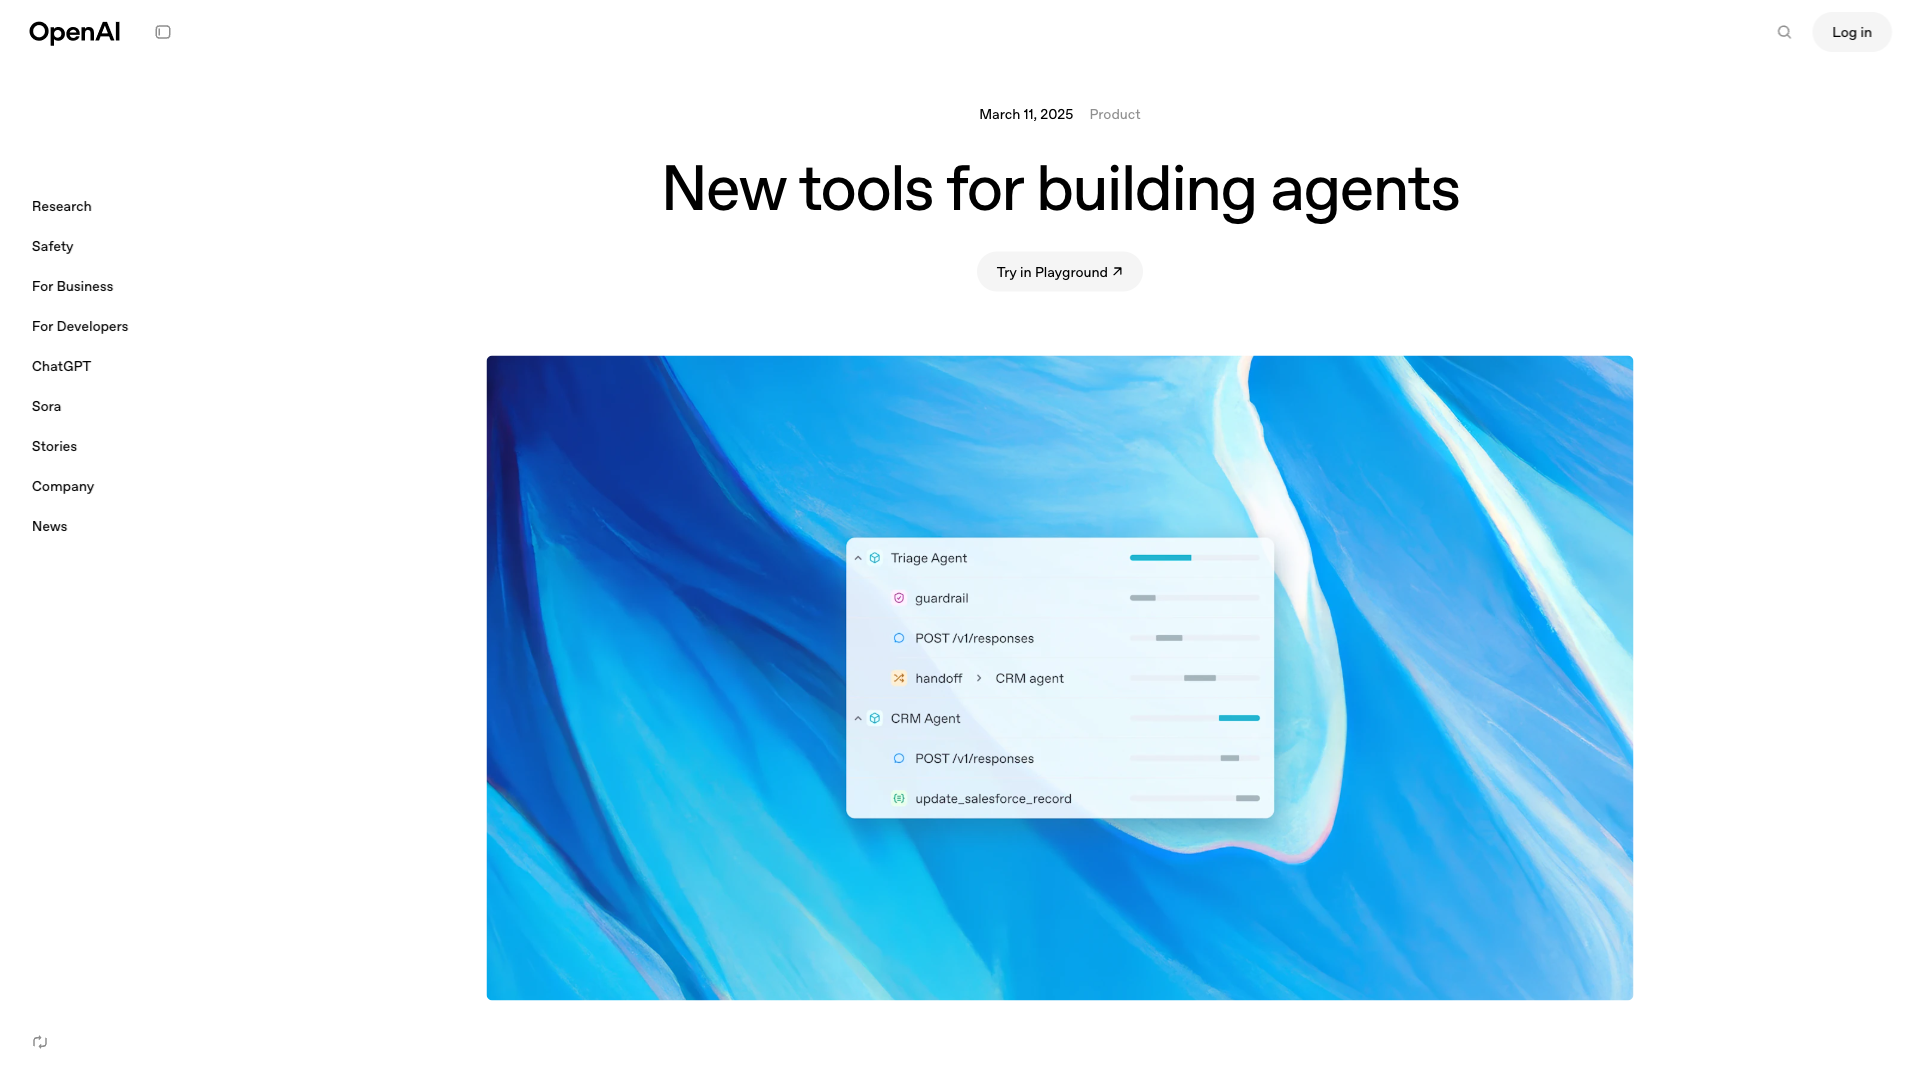 OpenAI
Log in
Research
Safety
For Business
For Developers
ChatGPT
Sora
Stories
Company
News
March 11, 2025 Product
New tools for building agents
Try in Playground
Triage Agent
guardrail
POST /v1/responses
handoff > CRM agent
CRM Agent
POST /v1/responses
update_salesforce_record